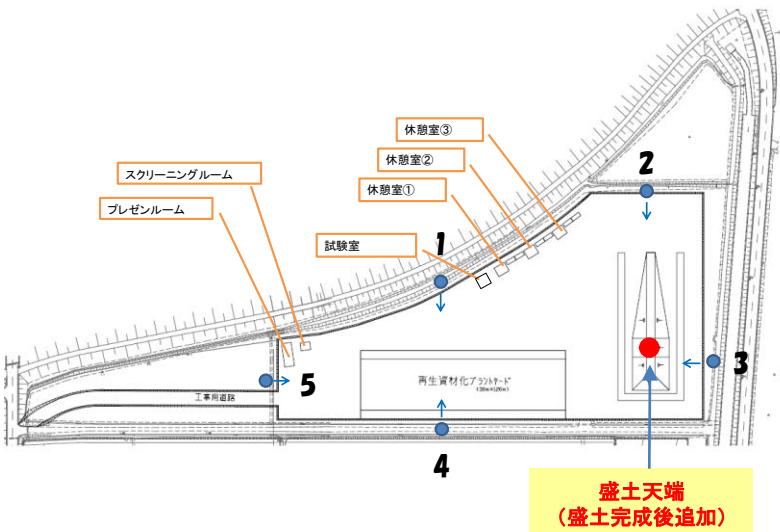 休憩室③
2
休憩室②
スクリーニングルーム
休憩室①
プレゼンルーム
1
試験室
3
再生資材化プラントヤード
5
工事用道路
4
盛土天端
(盛土完成後追加)